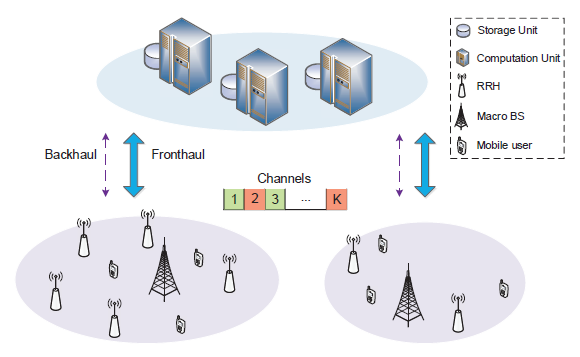 Storage Unit
Computation Unit
RRH
Macro BS
Mobile user
Backhaul
Fronthaul
Channels
1 2 3 ... K